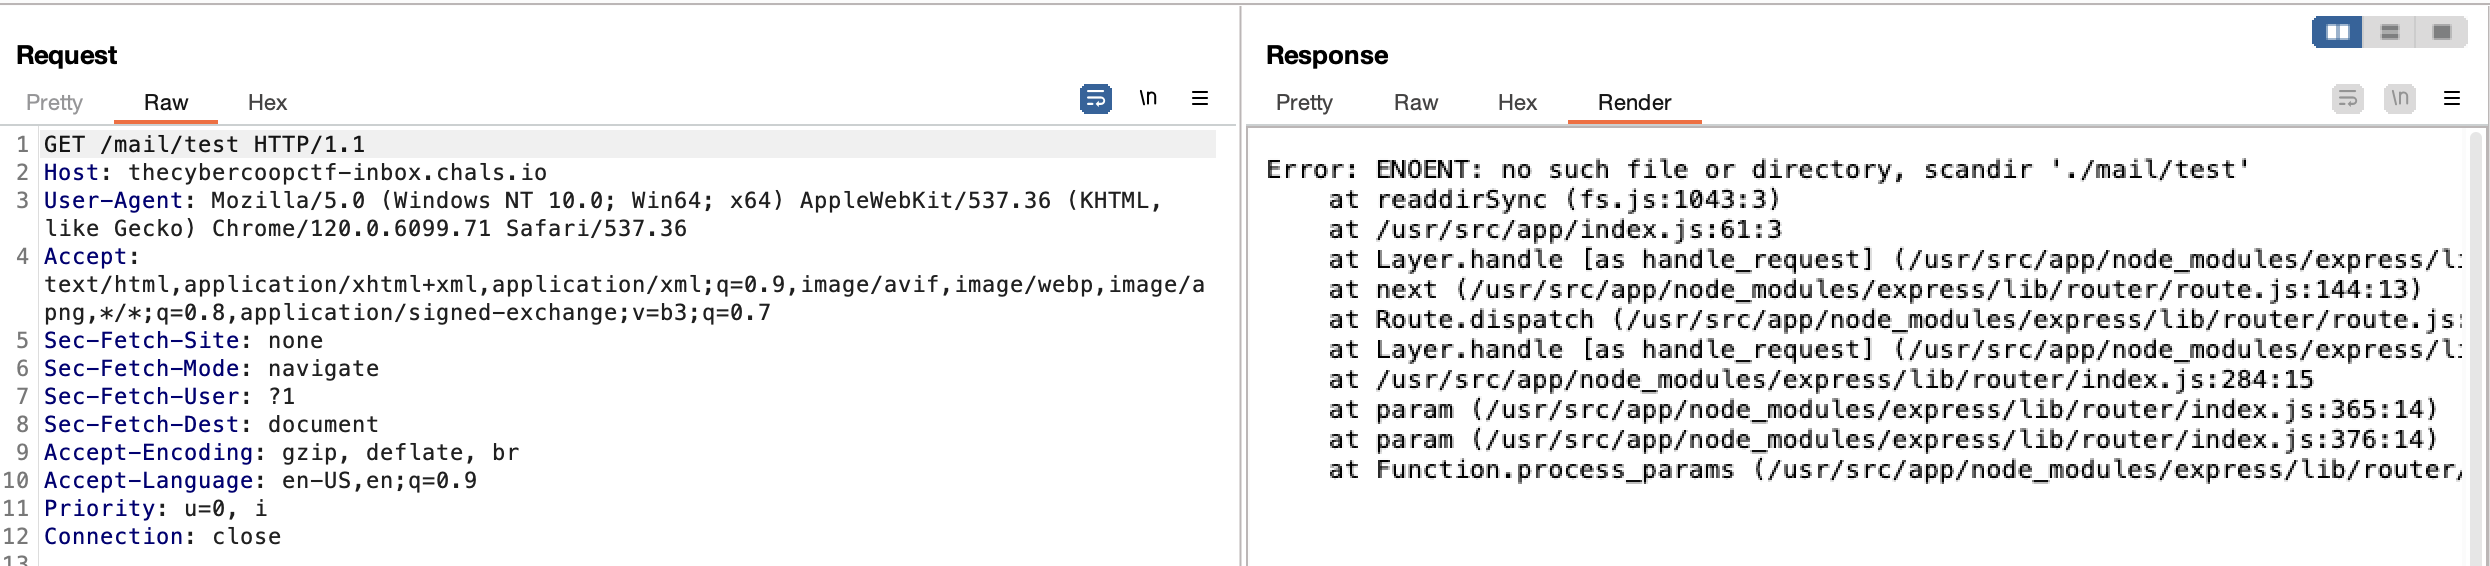 Request
Pretty Raw Hex
\n
1 GET /mail/test HTTP/1.1
2 Host: thecybercoopctf-inbox.chals.io
3 User-Agent: Mozilla/5.0 (Windows NT 10.0; Win64; x64) AppleWebKit/537.36 (KHTML,
like Gecko) Chrome/120.0.6099.71 Safari/537.36
4 Accept:
text/html,application/xhtml+xml,application/xml;q=0.9,image/avif,image/webp,image/a
png,*/*;q=0.8,application/signed-exchange;v=b3;q=0.7
5 Sec-Fetch-Site: none
6 Sec-Fetch-Mode: navigate
7 Sec-Fetch-User: ?1
8 Sec-Fetch-Dest: document
9 Accept-Encoding: gzip, deflate, br
10 Accept-Language: en-US,en;q=0.9
11 Priority: u=0, i
12 Connection: close
13
Response
Pretty Raw Hex Render
\n
Error: ENOENT: no such file or directory, scandir './mail/test'
at readdirSync (fs.js:1043:3)
at /usr/src/app/index.js:61:3
at Layer.handle [as handle_request] (/usr/src/app/node_modules/express/li
at next (/usr/src/app/node_modules/express/lib/router/route.js:144:13)
at Route.dispatch (/usr/src/app/node_modules/express/lib/router/route.js:
at Layer.handle [as handle_request] (/usr/src/app/node_modules/express/li
at /usr/src/app/node_modules/express/lib/router/index.js:284:15
at param (/usr/src/app/node_modules/express/lib/router/index.js:365:14)
at param (/usr/src/app/node_modules/express/lib/router/index.js:376:14)
at Function.process_params (/usr/src/app/node_modules/express/lib/router/